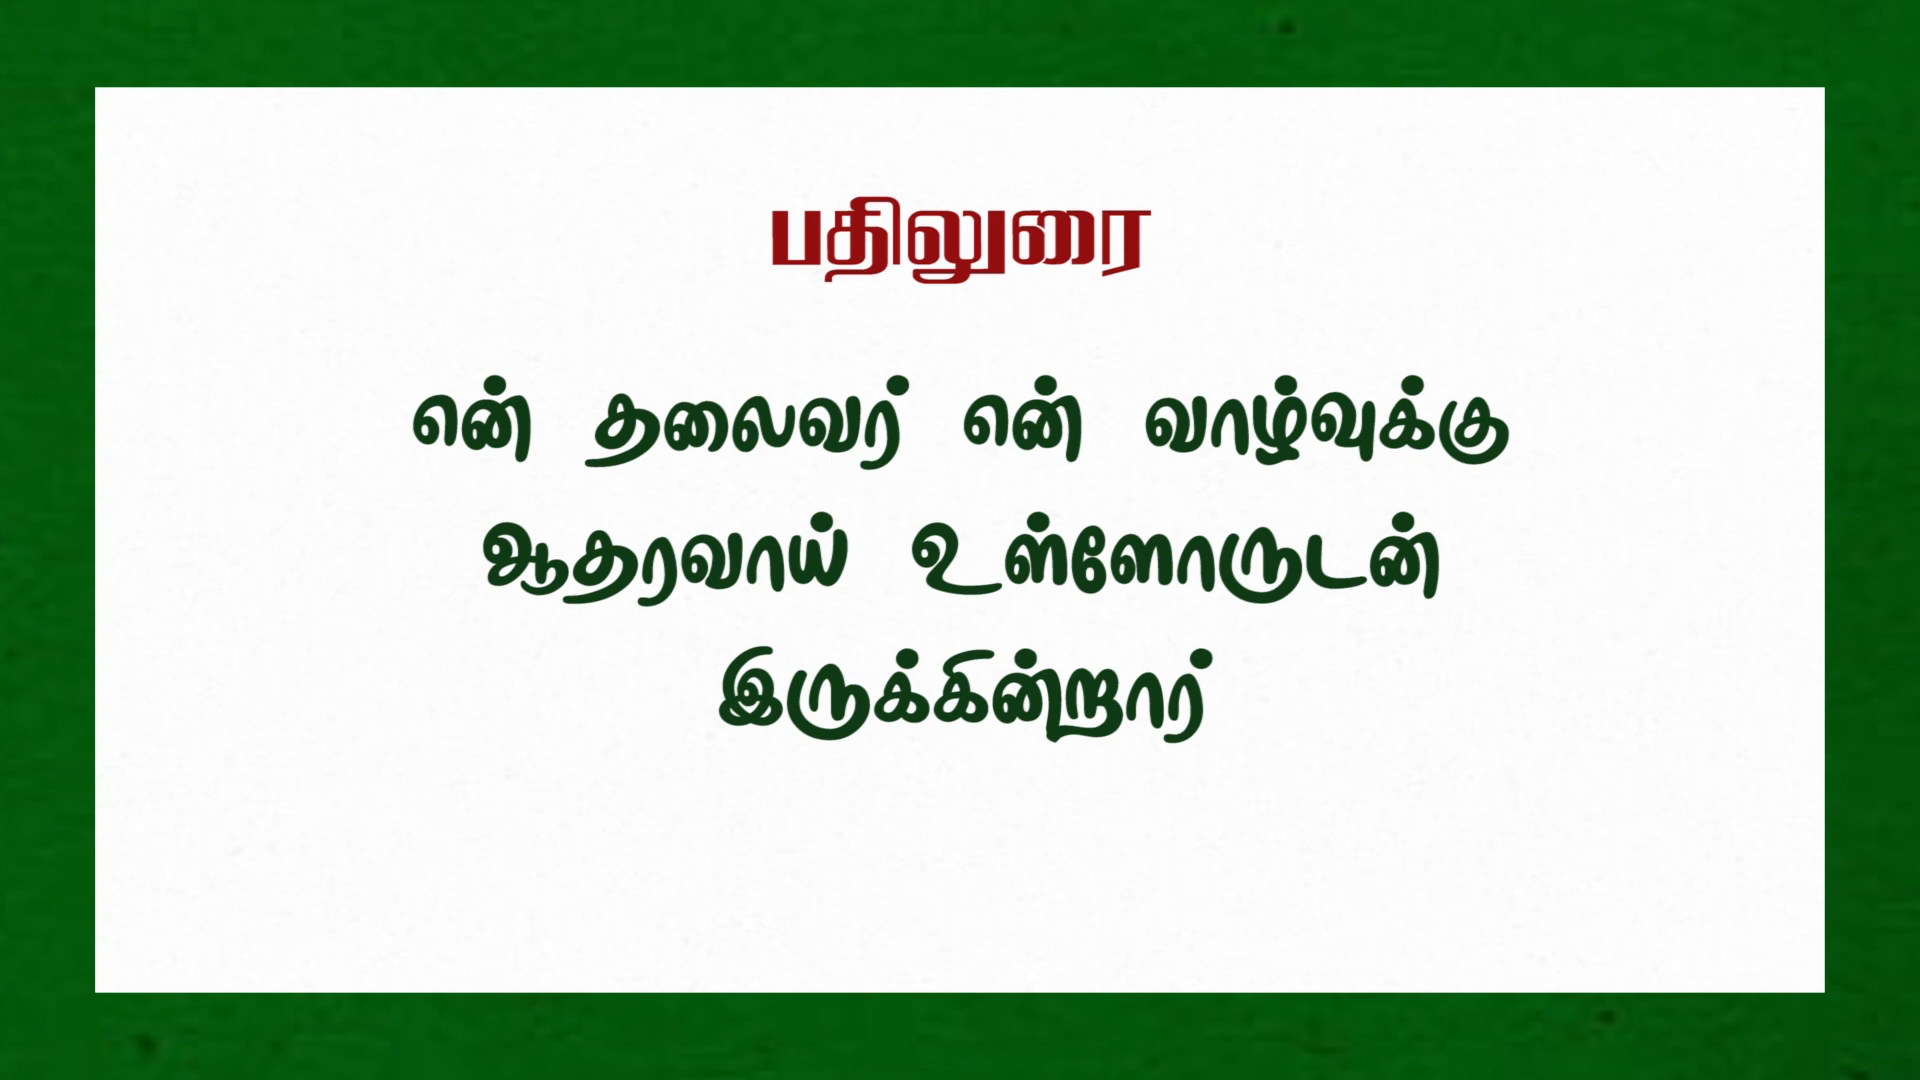 பதிலுரை
என் தலைவர் என் வாழ்வுக்கு
ஆதரவாய் உள்ளோருடன்
இருக்கின்றார்